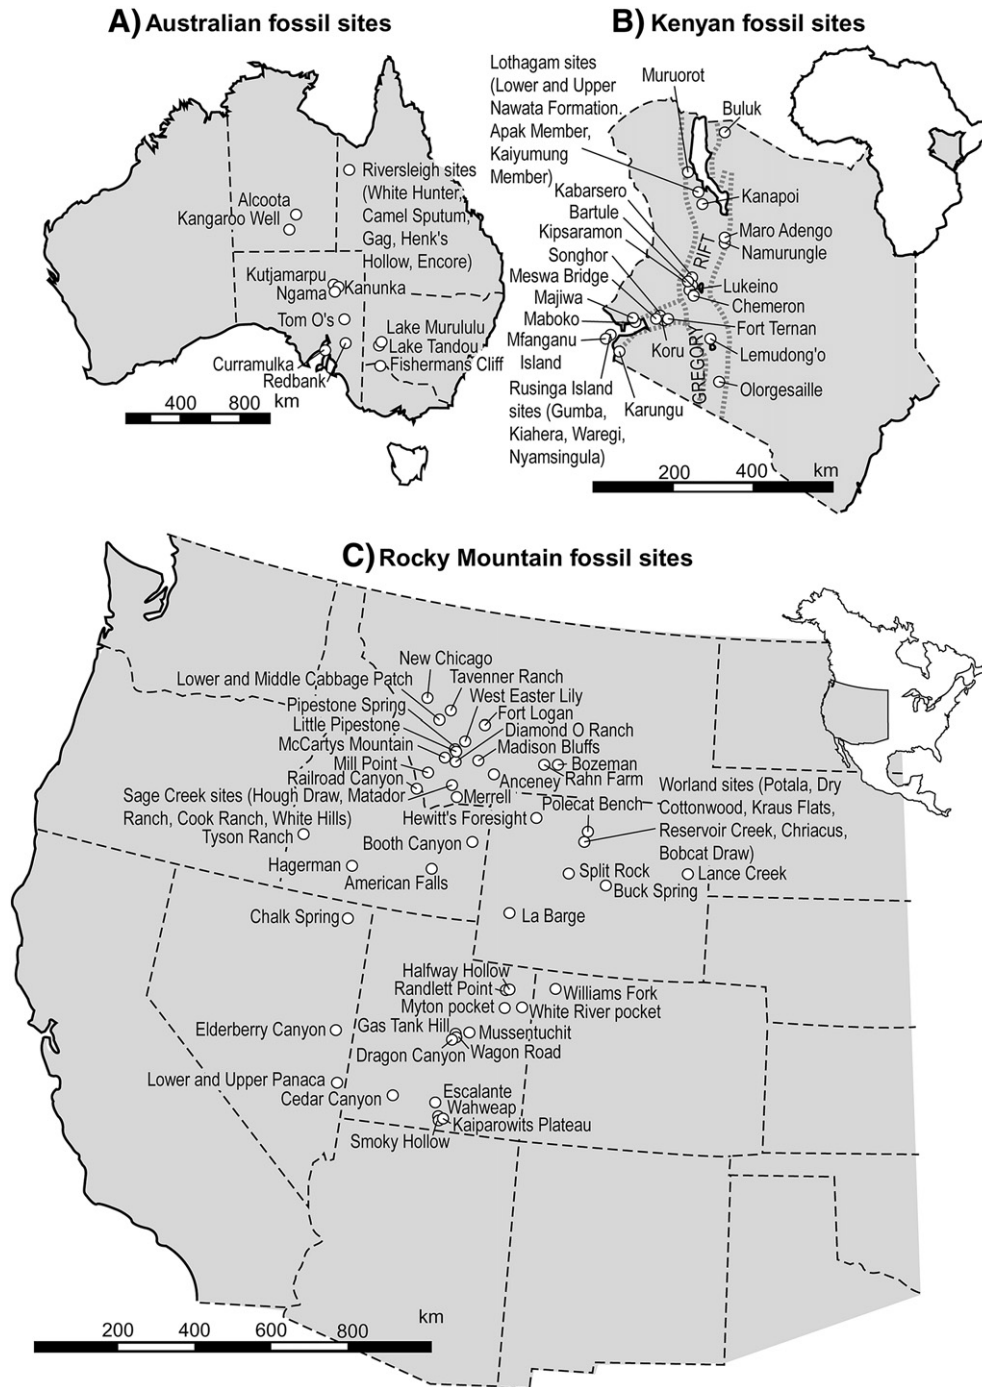 A) Australian fossil sites
Riversleigh sites
(White Hunter,
Camel Sputum,
Gag, Henk's
Hollow, Encore)
Alcoota
Kangaroo Well
Kutjamarpu
Kanunka
Ngama
Tom O's
Lake Murululu
Lake Tandou
Curramulka
Fishermans Cliff
Redbank
400 800
km
B) Kenyan fossil sites
Lothagam sites
(Lower and Upper
Nawata Formation.
Apak Member,
Kaiyumung
Member)
Muruorot
Buluk
Kabarsero
Kanapoi
Bartule
Kipsaramon
Maro Adengo
Namurungle
RIFT
Songhor
Meswa Bridge
Lukeino
Chemeron
Majiwa
Maboko
Fort Ternan
Mfanganu
Island
Koru
Lemudong'o
GREGORY
Rusinga Island
sites (Gumba,
Kiahera, Waregi,
Nyamsingula)
Karungu
Olorgesaille
200 400 km
C) Rocky Mountain fossil sites
New Chicago
Lower and Middle Cabbage Patch
Tavenner Ranch
West Easter Lily
Pipestone Spring
Fort Logan
Little Pipestone
Diamond O Ranch
McCartys Mountain
Madison Bluffs
Mill Point
Bozeman
Railroad Canyon
Anceney
Rahn Farm
Sage Creek sites (Hough Draw, Matador
Ranch, Cook Ranch, White Hills)
Merrell
Polecat Bench
Worland sites (Potala, Dry
Cottonwood, Kraus Flats,
Reservoir Creek, Chriacus,
Bobcat Draw)
Hewitt's Foresight
Tyson Ranch
Booth Canyon
Hagerman
American Falls
Split Rock
Lance Creek
Buck Spring
Chalk Spring
La Barge
Halfway Hollow
Randlett Point
Williams Fork
Myton pocket
White River pocket
Gas Tank Hill
Mussentuchit
Elderberry Canyon
Dragon Canyon
Wagon Road
Lower and Upper Panaca
Cedar Canyon
Escalante
Wahweap
Kaiparowits Plateau
Smoky Hollow
200 400 600 800 km